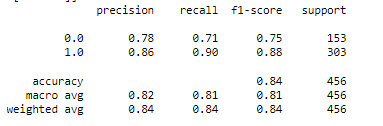 precision recall f1-score support
0.0 0.78 0.71 0.75 153
1.0 0.86 0.90 0.88 303
accuracy 0.84 456
macro avg 0.82 0.81 0.81 456
weighted avg 0.84 0.84 0.84 456